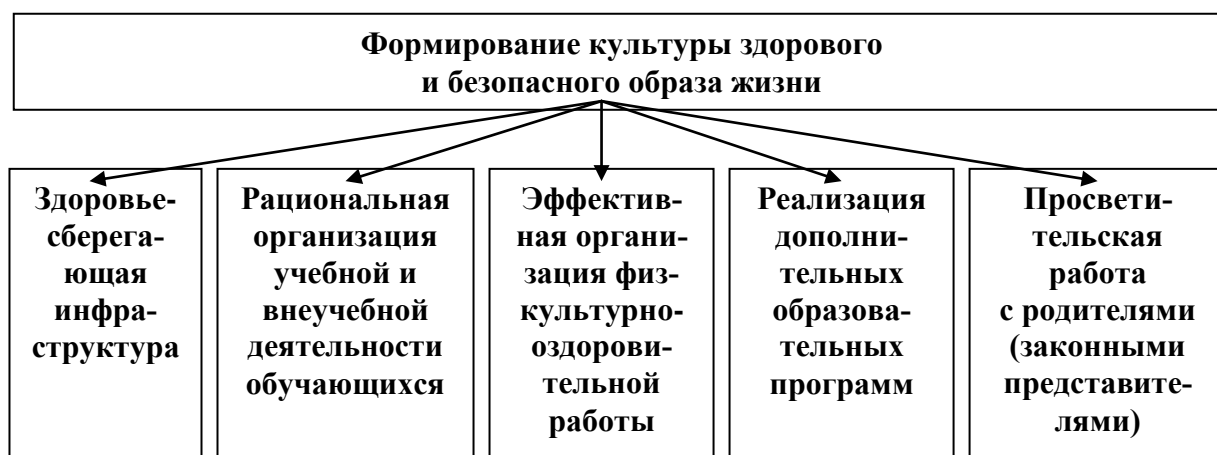 Формирование культуры здорового
и безопасного образа жизни
Здоровье-
сберега-
ющая
инфра-
структура
Рациональная
организация
учебной и
внеучебной
деятельности
обучающихся
Эффектив-
ная органи-
зация физ-
культурно-
оздорови-
тельной
работы
Реализация
дополни-
тельных
образова-
тельных
программ
Просвети-
тельская
работа
с родителями
(законными
представите-
лями)